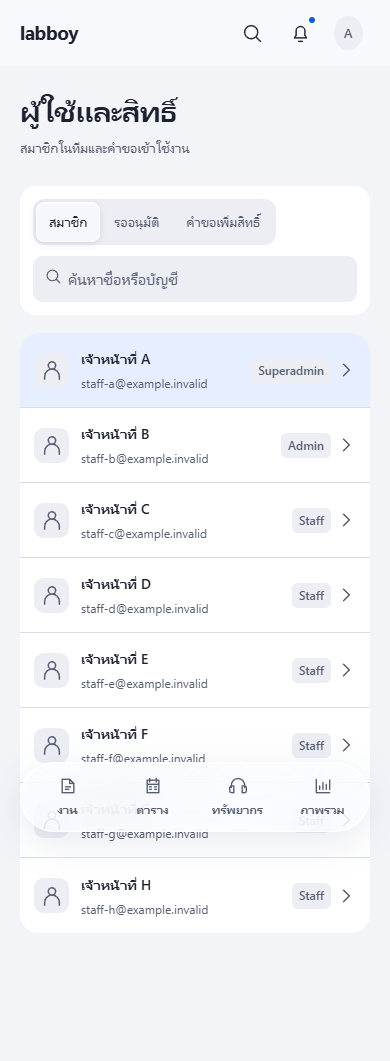 labboy
A
ผู้ใช้และสิทธิ์
สมาชิกในทีมและคำขอเข้าใช้งาน
สมาชิก
รออนุมัติ
คำขอเพิ่มสิทธิ์
ค้นหาชื่อหรือบัญชี
เจ้าหน้าที่ A
staff-a@example.invalid
Superadmin
เจ้าหน้าที่ B
staff-b@example.invalid
Admin
เจ้าหน้าที่ C
staff-c@example.invalid
Staff
เจ้าหน้าที่ D
staff-d@example.invalid
Staff
เจ้าหน้าที่ E
staff-e@example.invalid
Staff
เจ้าหน้าที่ F
staff-f@example.invalid
Staff
งาน
ตาราง
ทรัพยากร
ภาพรวม
staff-g@example.invalid
Staff
เจ้าหน้าที่ H
staff-h@example.invalid
Staff